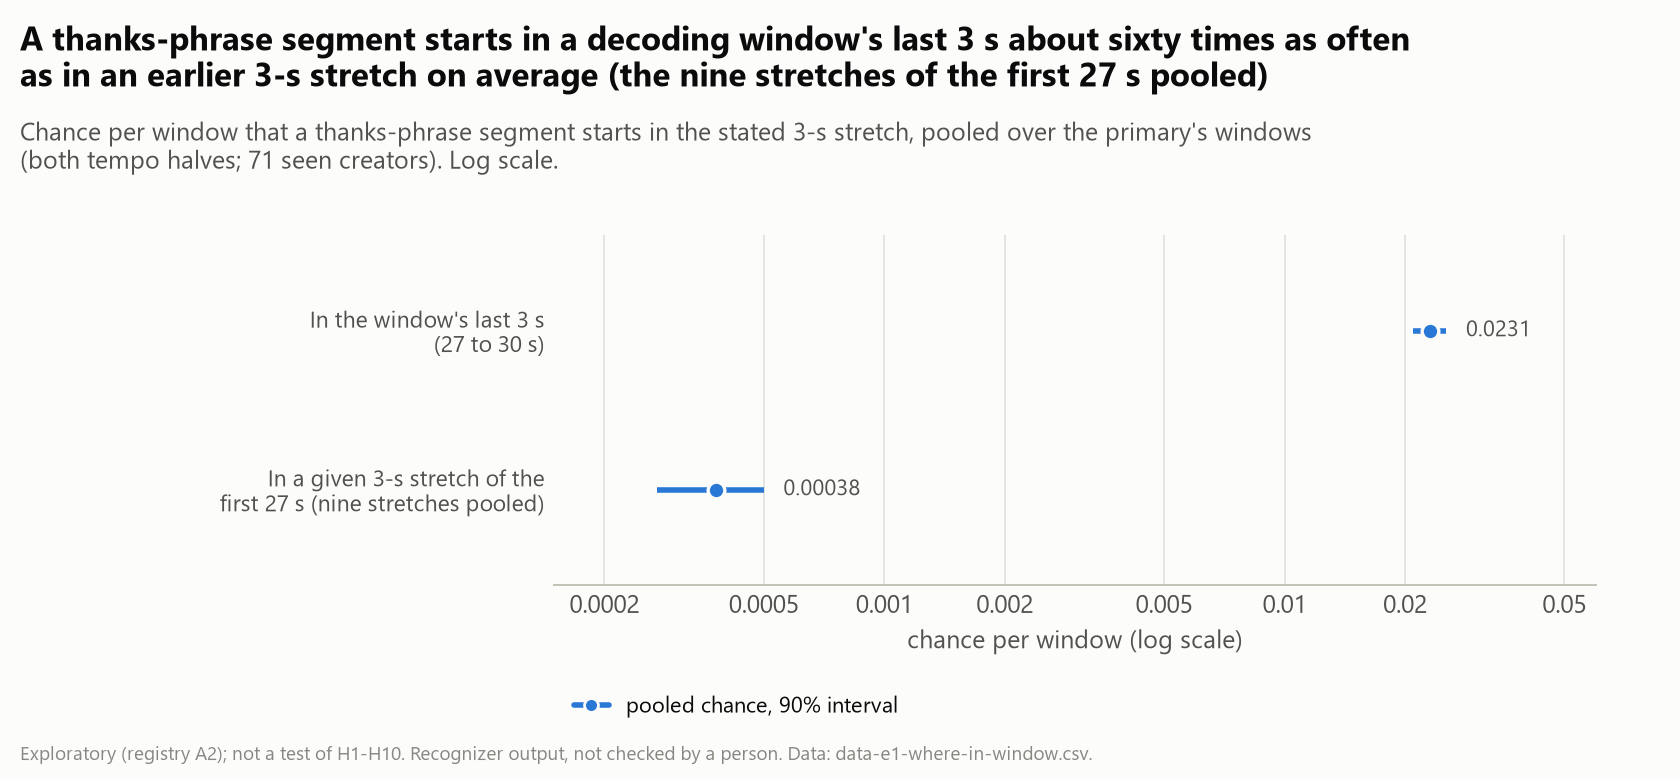 A thanks-phrase segment starts in a decoding window's last 3 s about sixty times as often
as in an earlier 3-s stretch on average (the nine stretches of the first 27 s pooled)
Chance per window that a thanks-phrase segment starts in the stated 3-s stretch, pooled over the primary's windows
(both tempo halves; 71 seen creators). Log scale.
In the window's last 3 s
(27 to 30 s)
0.0231
In a given 3-s stretch of the
first 27 s (nine stretches pooled)
0.00038
0.0002 0.0005 0.001 0.002 0.005 0.01 0.02 0.05
chance per window (log scale)
pooled chance, 90% interval
Exploratory (registry A2); not a test of H1-H10. Recognizer output, not checked by a person. Data: data-e1-where-in-window.csv.